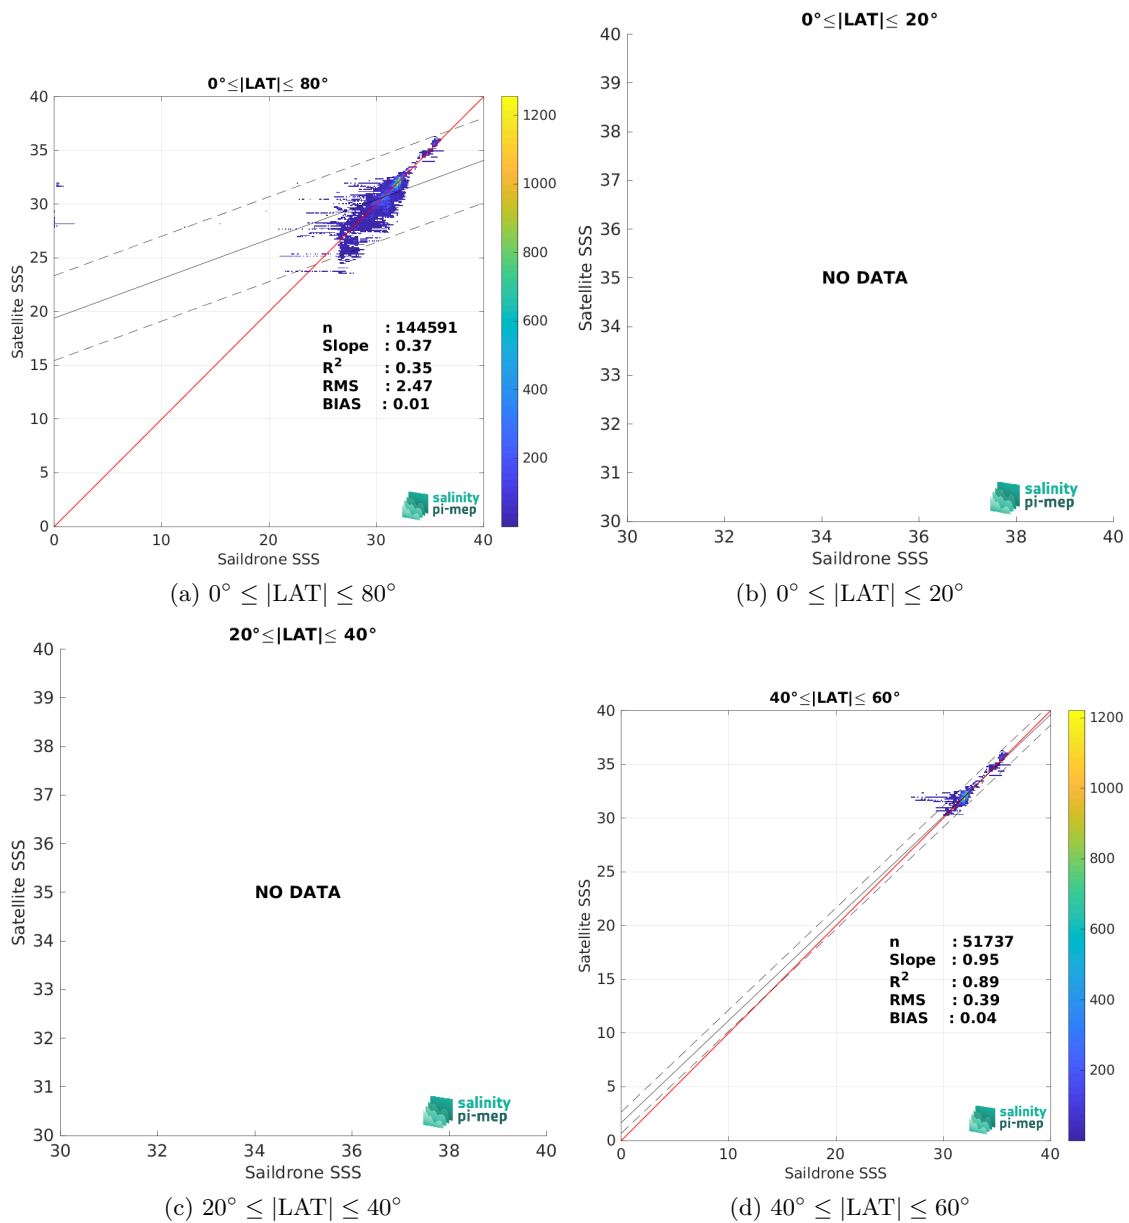 0°≤|LAT|≤ 80°
40
35
30
25
20
15
10
5
0
Satellite SSS
0
10
20
30
40
Saildrone SSS
n : 144591
Slope : 0.37
R² : 0.35
RMS : 2.47
BIAS : 0.01
salinity
pi-mep
1200
1000
800
600
400
200
(a) 0° ≤ |LAT| ≤ 80°
0°≤|LAT|≤ 20°
40
39
38
37
36
35
34
33
32
31
30
Satellite SSS
NO DATA
salinity
pi-mep
30
32
34
36
38
40
Saildrone SSS
(b) 0° ≤ |LAT| ≤ 20°
20°≤|LAT|≤ 40°
40
39
38
37
36
35
34
33
32
31
30
Satellite SSS
NO DATA
salinity
pi-mep
30
32
34
36
38
40
Saildrone SSS
(c) 20° ≤ |LAT| ≤ 40°
40°≤|LAT|≤ 60°
40
35
30
25
20
15
10
5
0
Satellite SSS
n : 51737
Slope : 0.95
R² : 0.89
RMS : 0.39
BIAS : 0.04
salinity
pi-mep
0
10
20
30
40
Saildrone SSS
1200
1000
800
600
400
200
(d) 40° ≤ |LAT| ≤ 60°